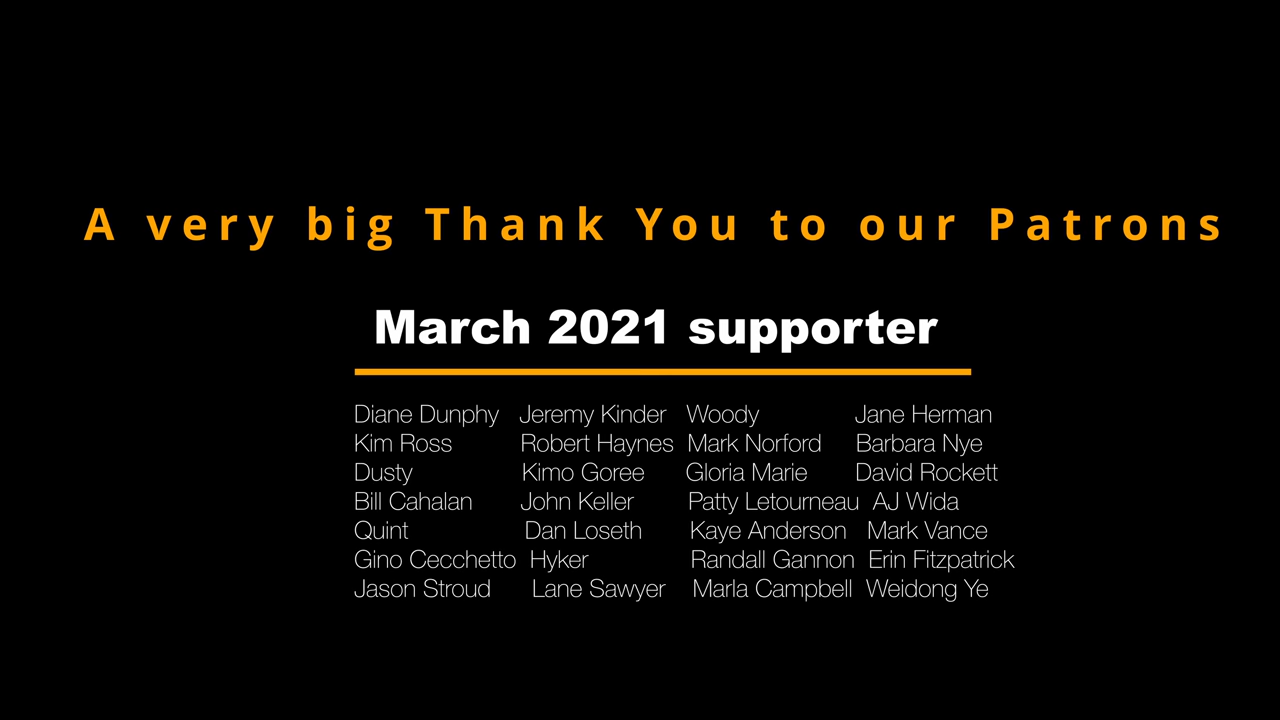 A very big Thank You to our Patrons
March 2021 supporter
Diane Dunphy Jeremy Kinder Woody Jane Herman
Kim Ross Robert Haynes Mark Norford Barbara Nye
Dusty Kimo Goree Gloria Marie David Rockett
Bill Cahalan John Keller Patty Letourneau AJ Wida
Quint Dan Loseth Kaye Anderson Mark Vance
Gino Cecchetto Hyker Randall Gannon Erin Fitzpatrick
Jason Stroud Lane Sawyer Marla Campbell Weidong Ye